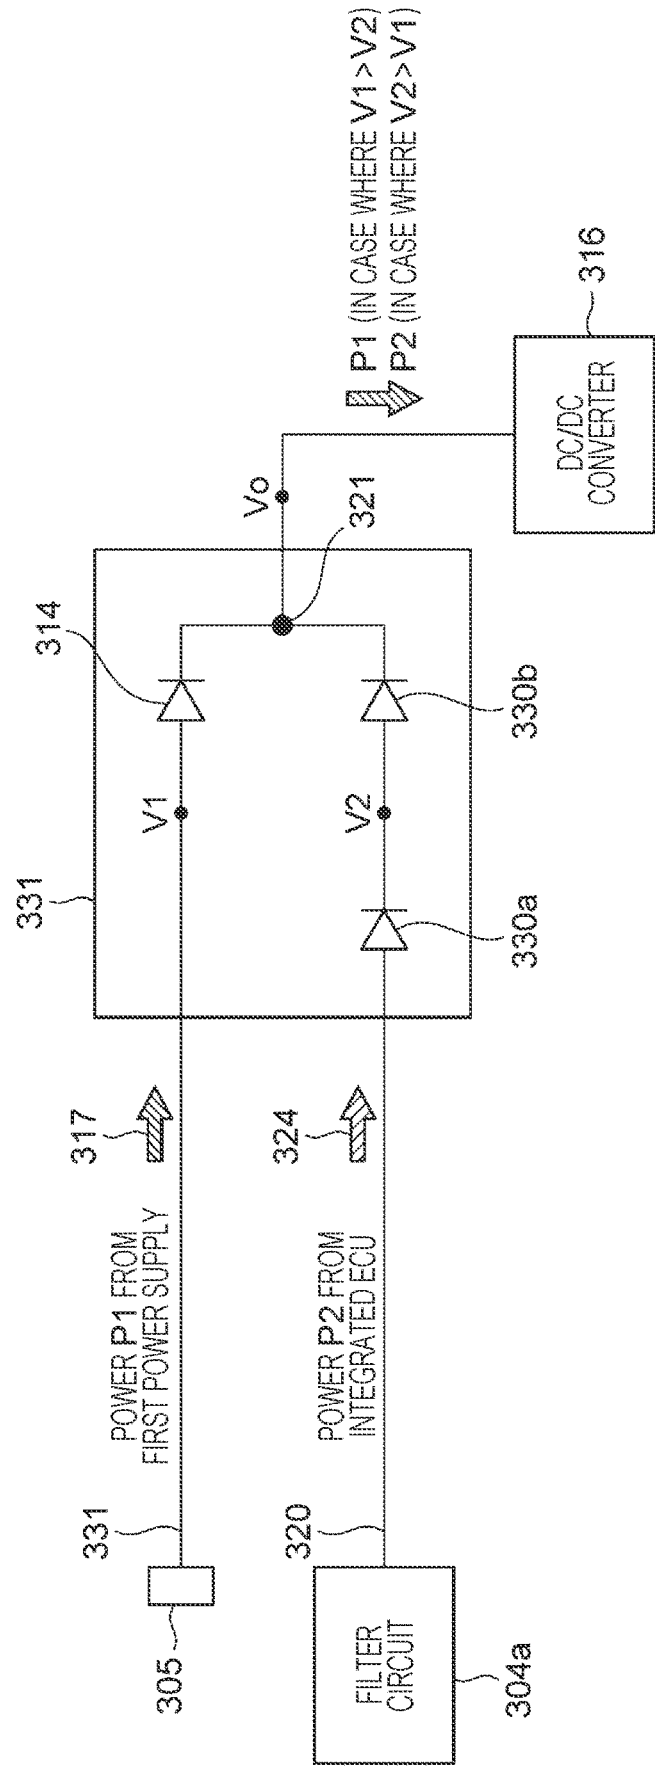 305
331
POWER P1 FROM
FIRST POWER SUPPLY
317
331
V1
314
Vo
321
P1 (IN CASE WHERE V1>V2)
P2 (IN CASE WHERE V2>V1)
FILTER
CIRCUIT
304a
320
POWER P2 FROM
INTEGRATED ECU
324
330a
V2
330b
DC/DC
CONVERTER
316